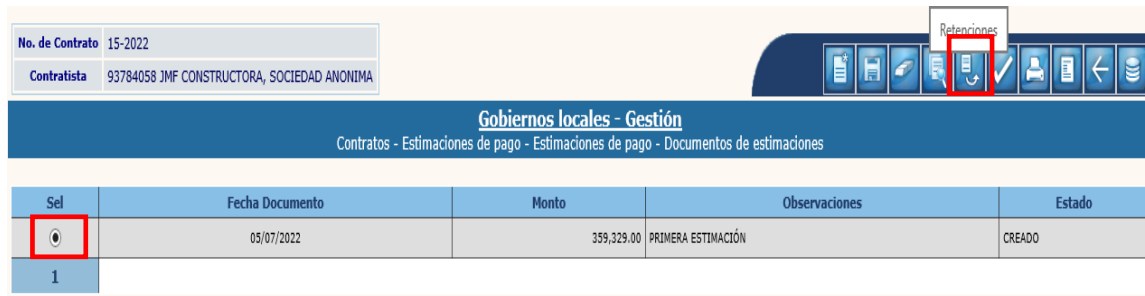 Retenciones
No. de Contrato 15-2022
Contratista 93784058 JMF CONSTRUCTORA, SOCIEDAD ANONIMA
Gobiernos locales - Gestión
Contratos - Estimaciones de pago - Estimaciones de pago - Documentos de estimaciones
Sel Fecha Documento Monto Observaciones Estado
05/07/2022 359,329.00 PRIMERA ESTIMACIÓN CREADO
1